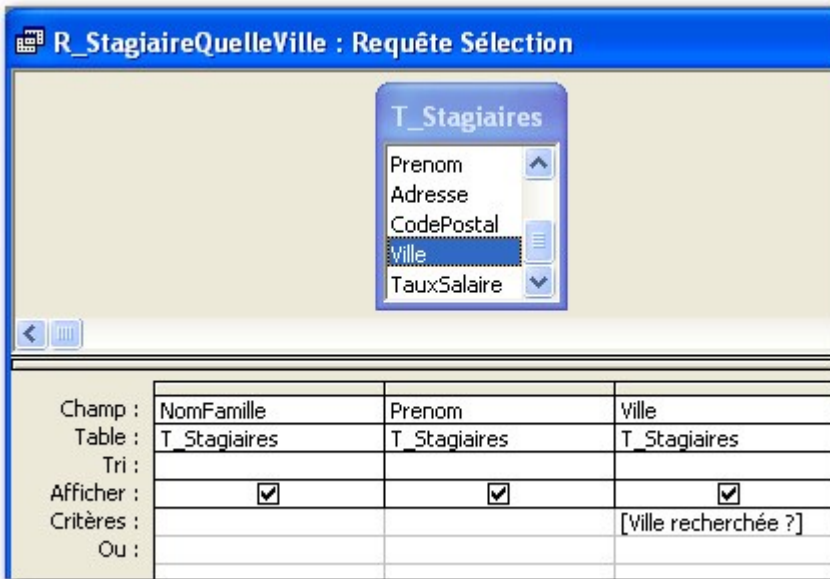 R_StagiaireQuelleVille : Requête Sélection
T_Stagiaires
Prenom
Adresse
CodePostal
Ville
TauxSalaire
Champ : NomFamille Prenom Ville
Table : T_Stagiaires T_Stagiaires T_Stagiaires
Tri :
Afficher :
Critères : [Ville recherchée ?]
Ou :